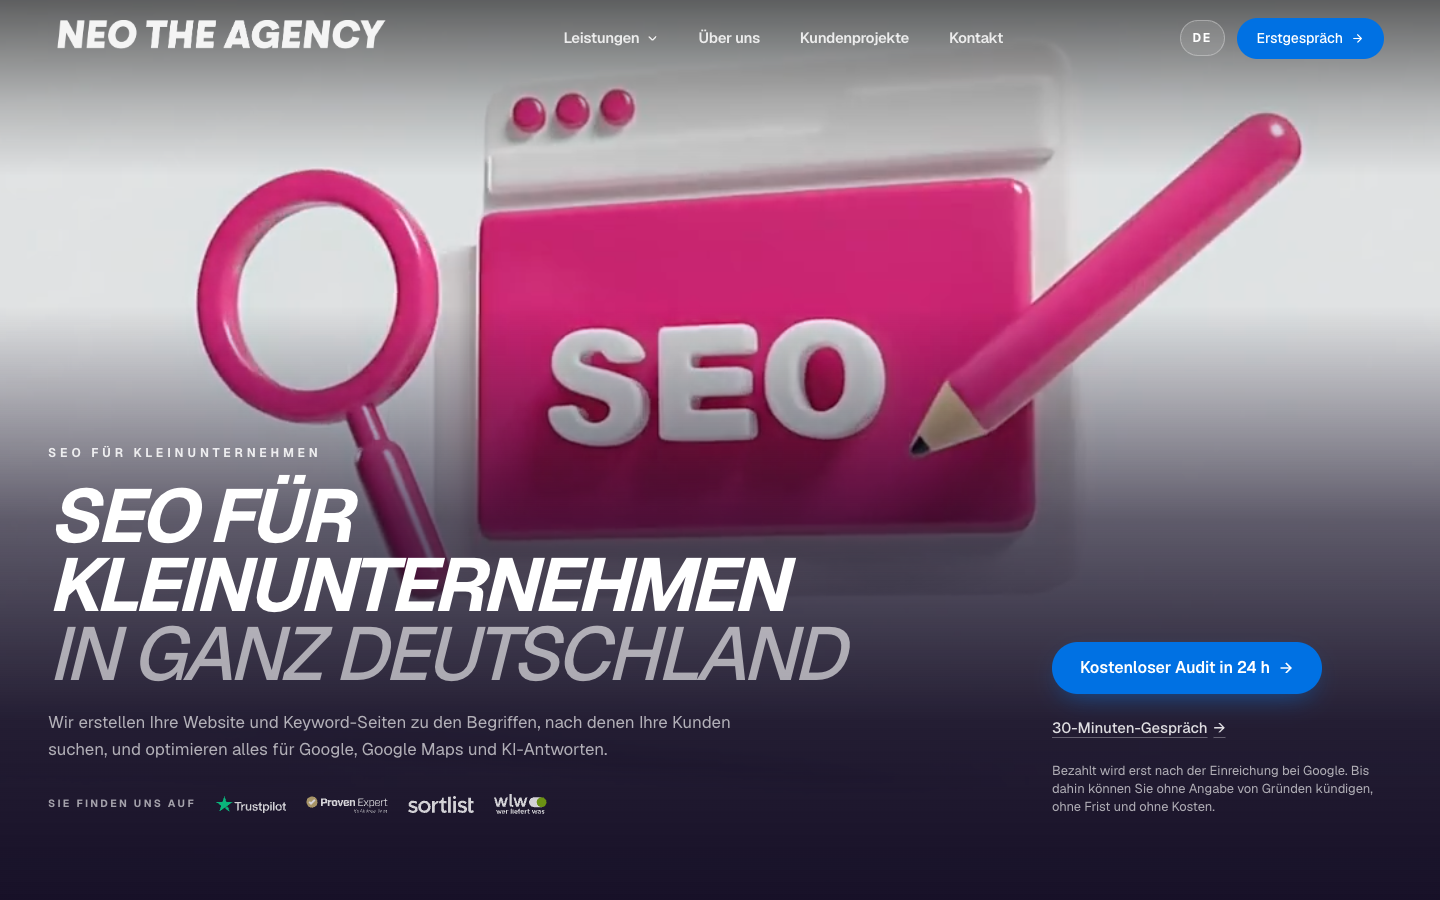 NEO THE AGENCY
Leistungen
Über uns
Kundenprojekte
Kontakt
DE
Erstgespräch
SEO
SEO FÜR KLEINUNTERNEHMEN
SEO FÜR
KLEINUNTERNEHMEN
IN GANZ DEUTSCHLAND
Wir erstellen Ihre Website und Keyword-Seiten zu den Begriffen, nach denen Ihre Kunden
suchen, und optimieren alles für Google, Google Maps und KI-Antworten.
Kostenloser Audit in 24 h
30-Minuten-Gespräch
Bezahlt wird erst nach der Einreichung bei Google. Bis
dahin können Sie ohne Angabe von Gründen kündigen,
ohne Frist und ohne Kosten.
SIE FINDEN UNS AUF
Trustpilot
Proven Expert
sortlist
wlw
wer liefert was